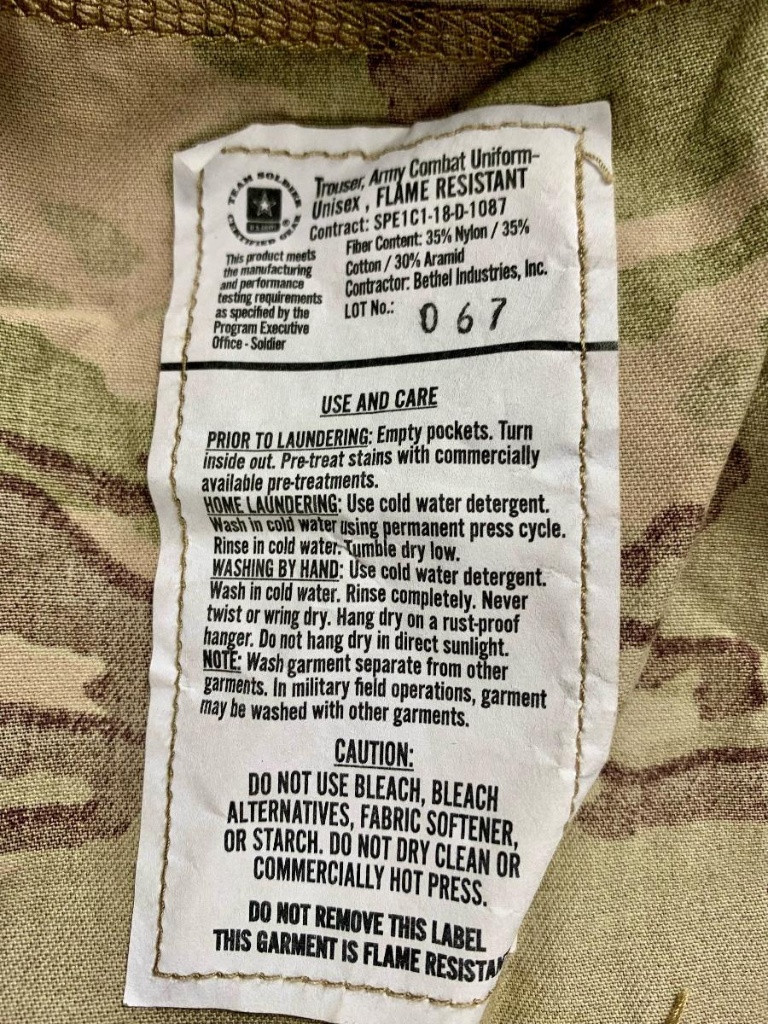 TEAM SOLDIER
CERTIFIED GEAR
Trouser, Army Combat Uniform-
Unisex , FLAME RESISTANT
Contract: SPE1C1-18-D-1087
Fiber Content: 35% Nylon / 35%
Cotton / 30% Aramid
Contractor: Bethel Industries, Inc.
LOT No.: 067
This product meets
the manufacturing
and performance
testing requirements
as specified by the
Program Executive
Office - Soldier
USE AND CARE
PRIOR TO LAUNDERING: Empty pockets. Turn
inside out. Pre-treat stains with commercially
available pre-treatments.
HOME LAUNDERING: Use cold water detergent.
Wash in cold water using permanent press cycle.
Rinse in cold water. Tumble dry low.
WASHING BY HAND: Use cold water detergent.
Wash in cold water. Rinse completely. Never
twist or wring dry. Hang dry on a rust-proof
hanger. Do not hang dry in direct sunlight.
NOTE: Wash garment separate from other
garments. In military field operations, garment
may be washed with other garments.
CAUTION:
DO NOT USE BLEACH, BLEACH
ALTERNATIVES, FABRIC SOFTENER,
OR STARCH. DO NOT DRY CLEAN OR
COMMERCIALLY HOT PRESS.
DO NOT REMOVE THIS LABEL
THIS GARMENT IS FLAME RESISTA